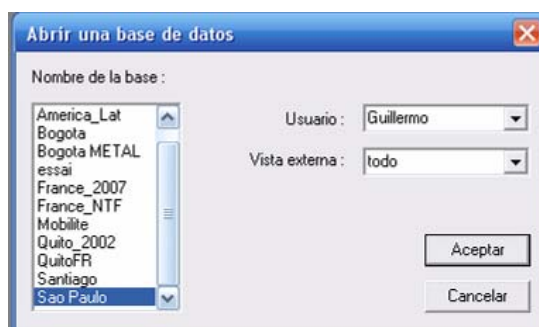 Abrir una base de datos
Nombre de la base :
America_Lat
Bogota
Bogota METAL
essai
France_2007
France_NTF
Mobilite
Quito_2002
QuitoFR
Santiago
Sao Paulo
Usuario : Guillermo
Vista externa : todo
Aceptar
Cancelar